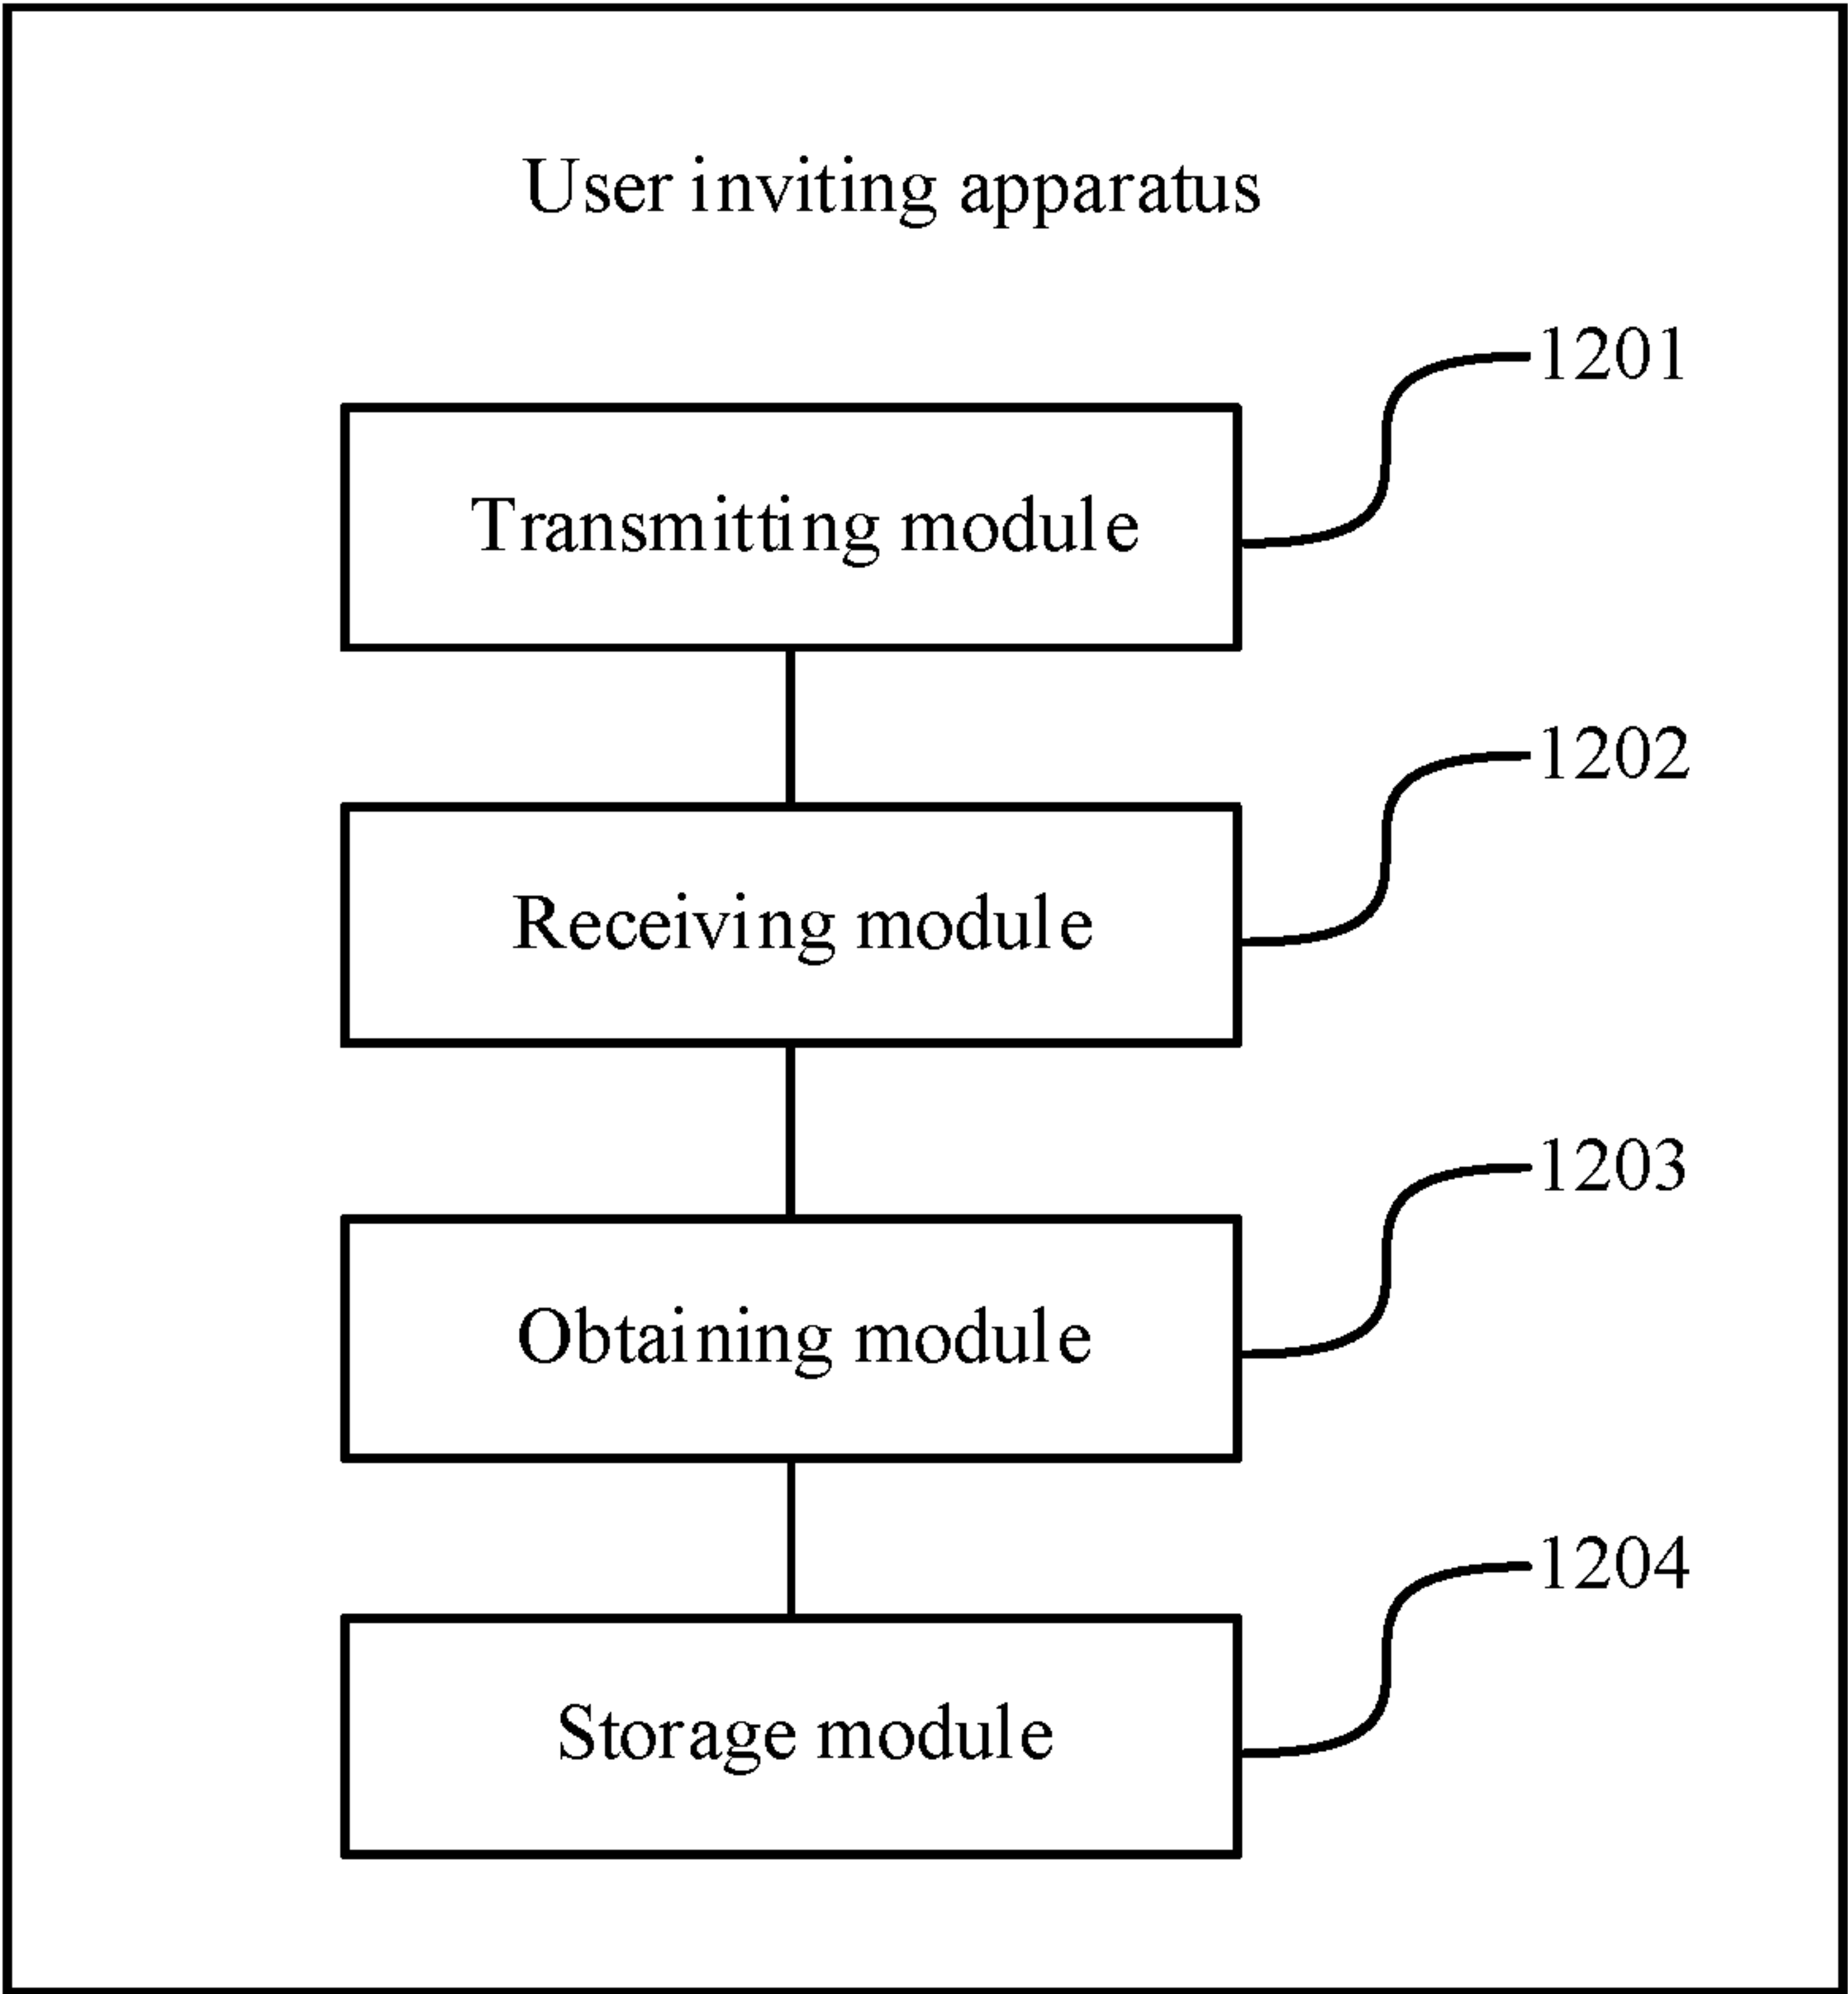 User inviting apparatus
1201
Transmitting module
1202
Receiving module
1203
Obtaining module
1204
Storage module